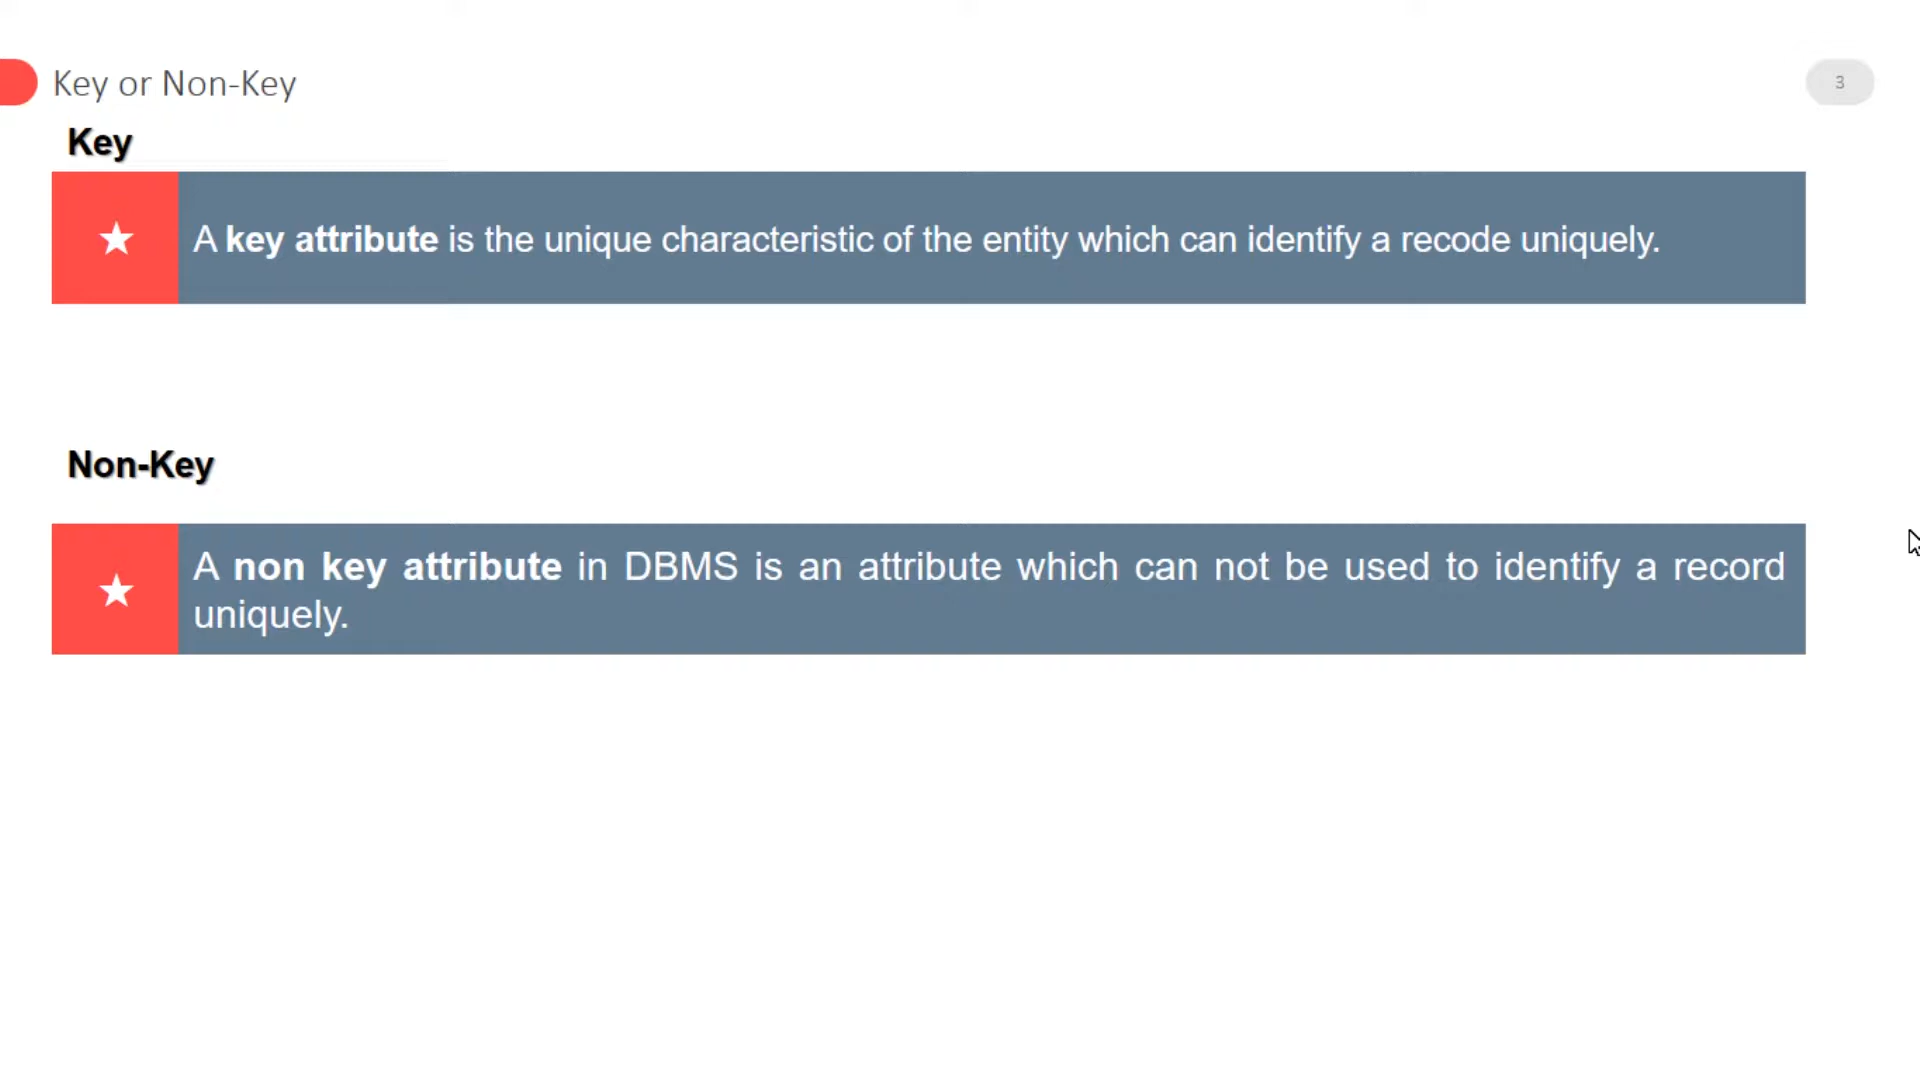 Key or Non-Key
3
Key
A key attribute is the unique characteristic of the entity which can identify a recode uniquely.
Non-Key
A non key attribute in DBMS is an attribute which can not be used to identify a record
uniquely.